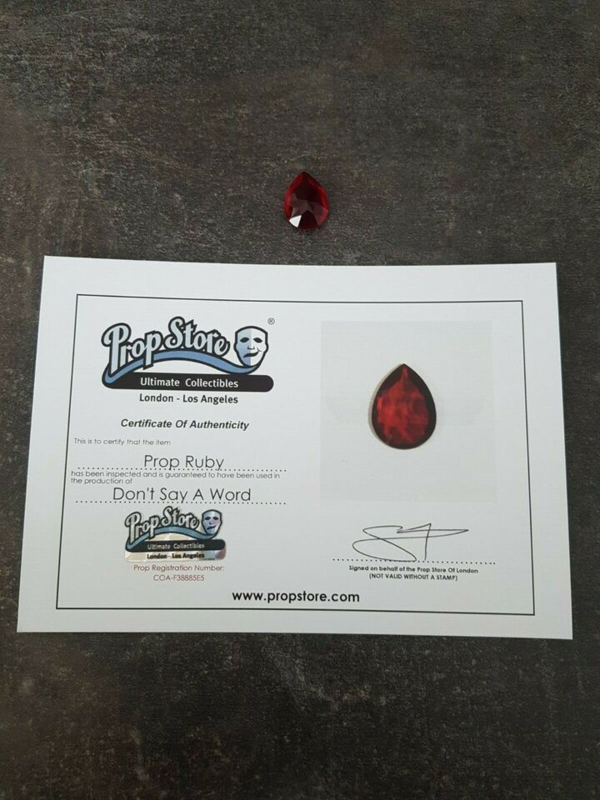 Prop Store ®
Ultimate Collectibles
London - Los Angeles
Certificate Of Authenticity
This is to certify that the item
Prop Ruby
has been inspected and is guaranteed to have been used in
the production of
Don't Say A Word
Prop Store
Ultimate Collectibles
London - Los Angeles
Prop Registration Number:
COA-F38885E5
Signed on behalf of the Prop Store Of London
(NOT VALID WITHOUT A STAMP)
www.propstore.com